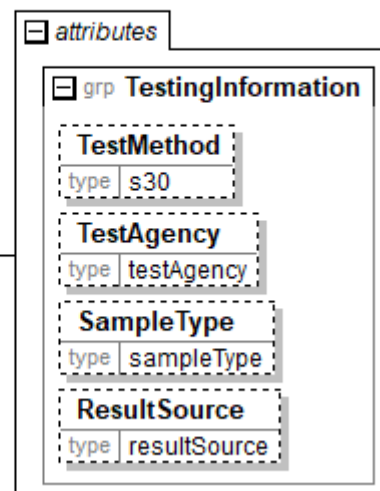 attributes
grp TestingInformation
TestMethod
type s30
TestAgency
type testAgency
SampleType
type sampleType
ResultSource
type resultSource